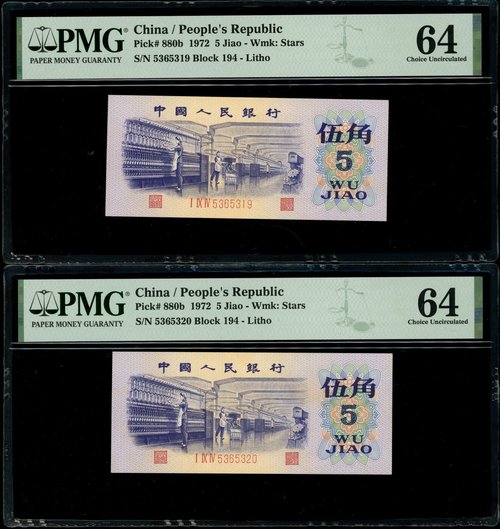 PMG
PAPER MONEY GUARANTY
China / People's Republic
Pick# 880b 1972 5 Jiao - Wmk: Stars
S/N 5365319 Block 194 - Litho
64
Choice Uncirculated
中國人民銀行
伍角
5
WU
JIAO
I IX IV 5365319
PMG
PAPER MONEY GUARANTY
China / People's Republic
Pick# 880b 1972 5 Jiao - Wmk: Stars
S/N 5365320 Block 194 - Litho
64
Choice Uncirculated
中國人民銀行
伍角
5
WU
JIAO
I IX IV 5365320